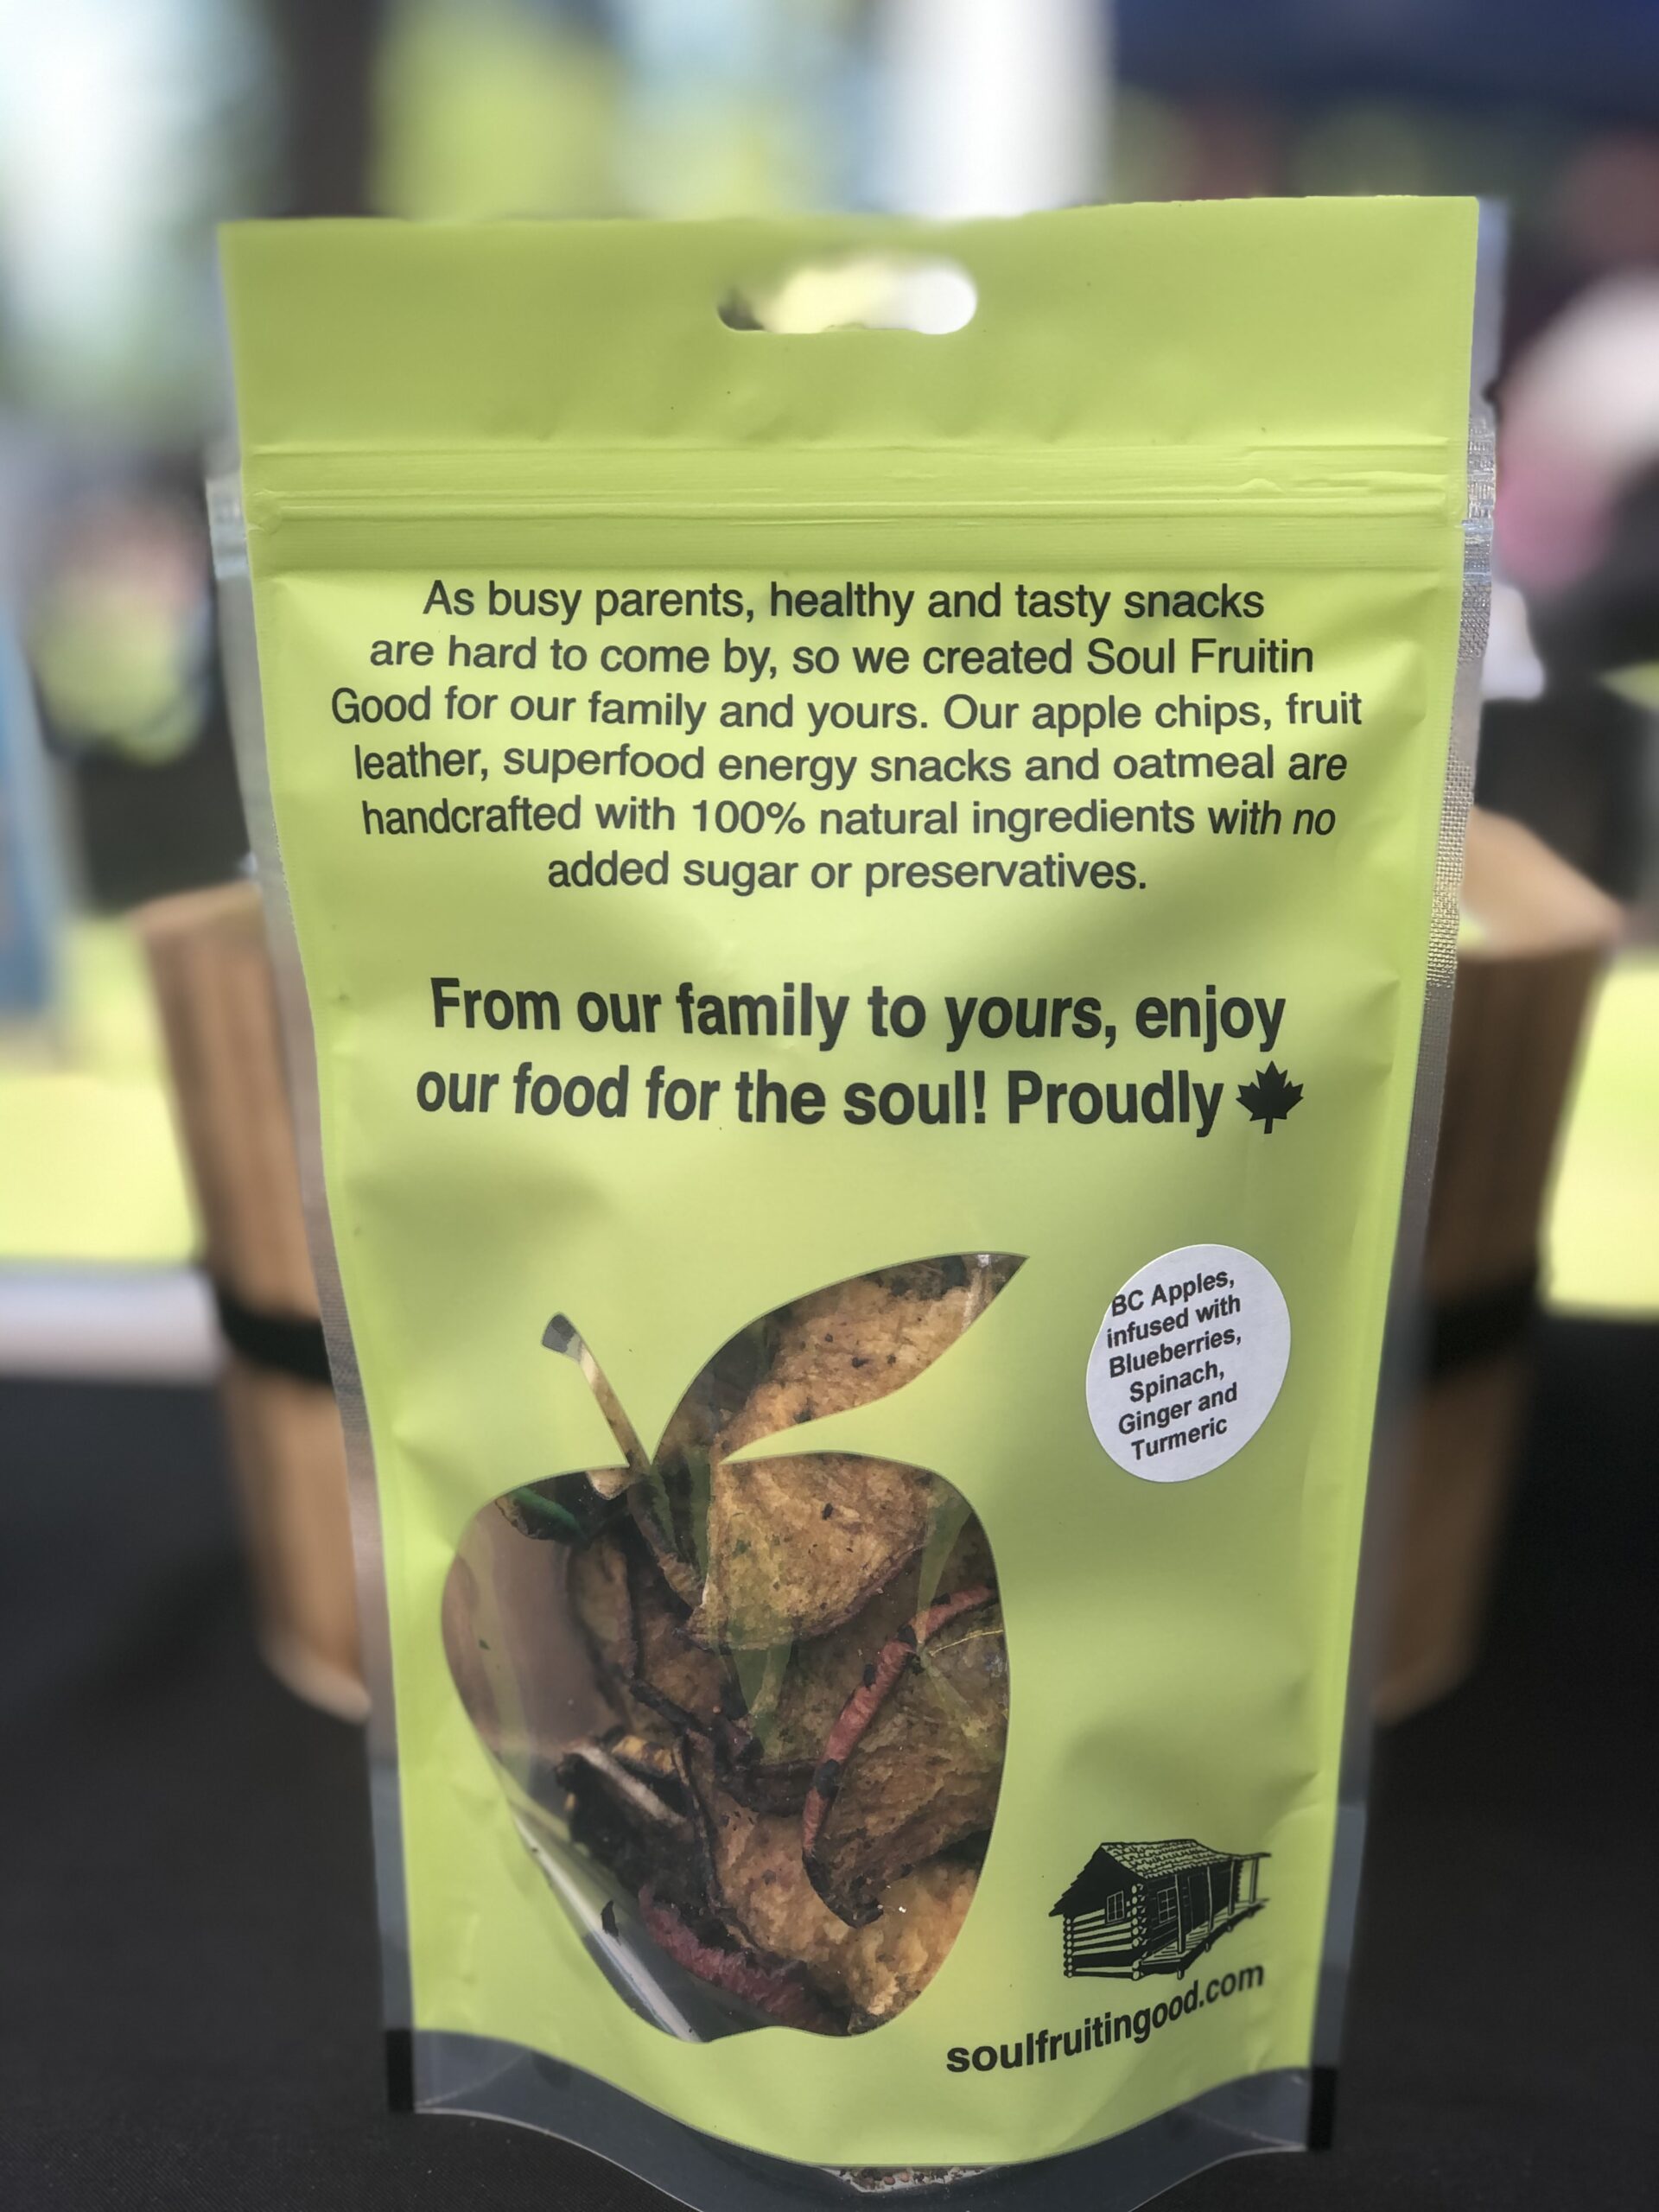 As busy parents, healthy and tasty snacks
are hard to come by, so we created Soul Fruitin
Good for our family and yours. Our apple chips, fruit
leather, superfood energy snacks and oatmeal are
handcrafted with 100% natural ingredients with no
added sugar or preservatives.
From our family to yours, enjoy
our food for the soul! Proudly
BC Apples,
infused with
Blueberries,
Spinach,
Ginger and
Turmeric
soulfruitingood.com